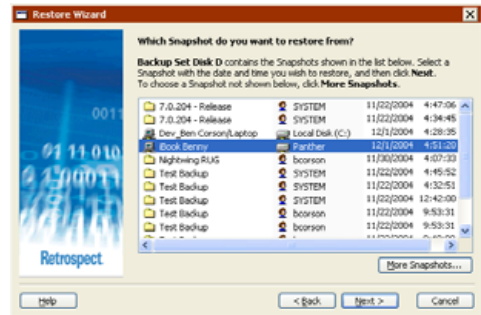 Restore Wizard
Which Snapshot do you want to restore from?
Backup Set Disk D contains the Snapshots shown in the list below. Select a
Snapshot with the date and time you wish to restore, and then click Next.
To choose a Snapshot not shown below, click More Snapshots.
7.0.204 - Release SYSTEM 11/22/2004 4:47:06
7.0.204 - Release SYSTEM 11/22/2004 4:34:45
Dev_Ben Corson/Laptop Local Disk (C:) 12/1/2004 4:28:35
iBook Benny Panther 12/1/2004 4:51:20
Nightwing RUG bcorson 11/30/2004 4:07:33
Test Backup SYSTEM 11/22/2004 4:45:52
Test Backup SYSTEM 11/22/2004 4:32:51
Test Backup SYSTEM 11/22/2004 12:42:00
Test Backup bcorson 11/22/2004 9:53:31
Test Backup bcorson 11/22/2004 9:53:31
Retrospect
More Snapshots...
Help
< Back
Next >
Cancel